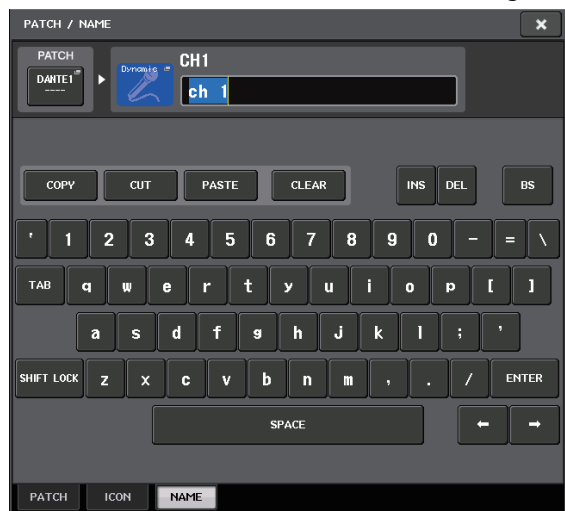 PATCH / NAME ×
PATCH
DANTE1
----
Dynamic
CH1
ch 1
COPY CUT PASTE CLEAR INS DEL BS
' 1 2 3 4 5 6 7 8 9 0 - = \
TAB q w e r t y u i o p [ ]
a s d f g h j k l ; '
SHIFT LOCK z x c v b n m , . / ENTER
SPACE ← →
PATCH ICON NAME